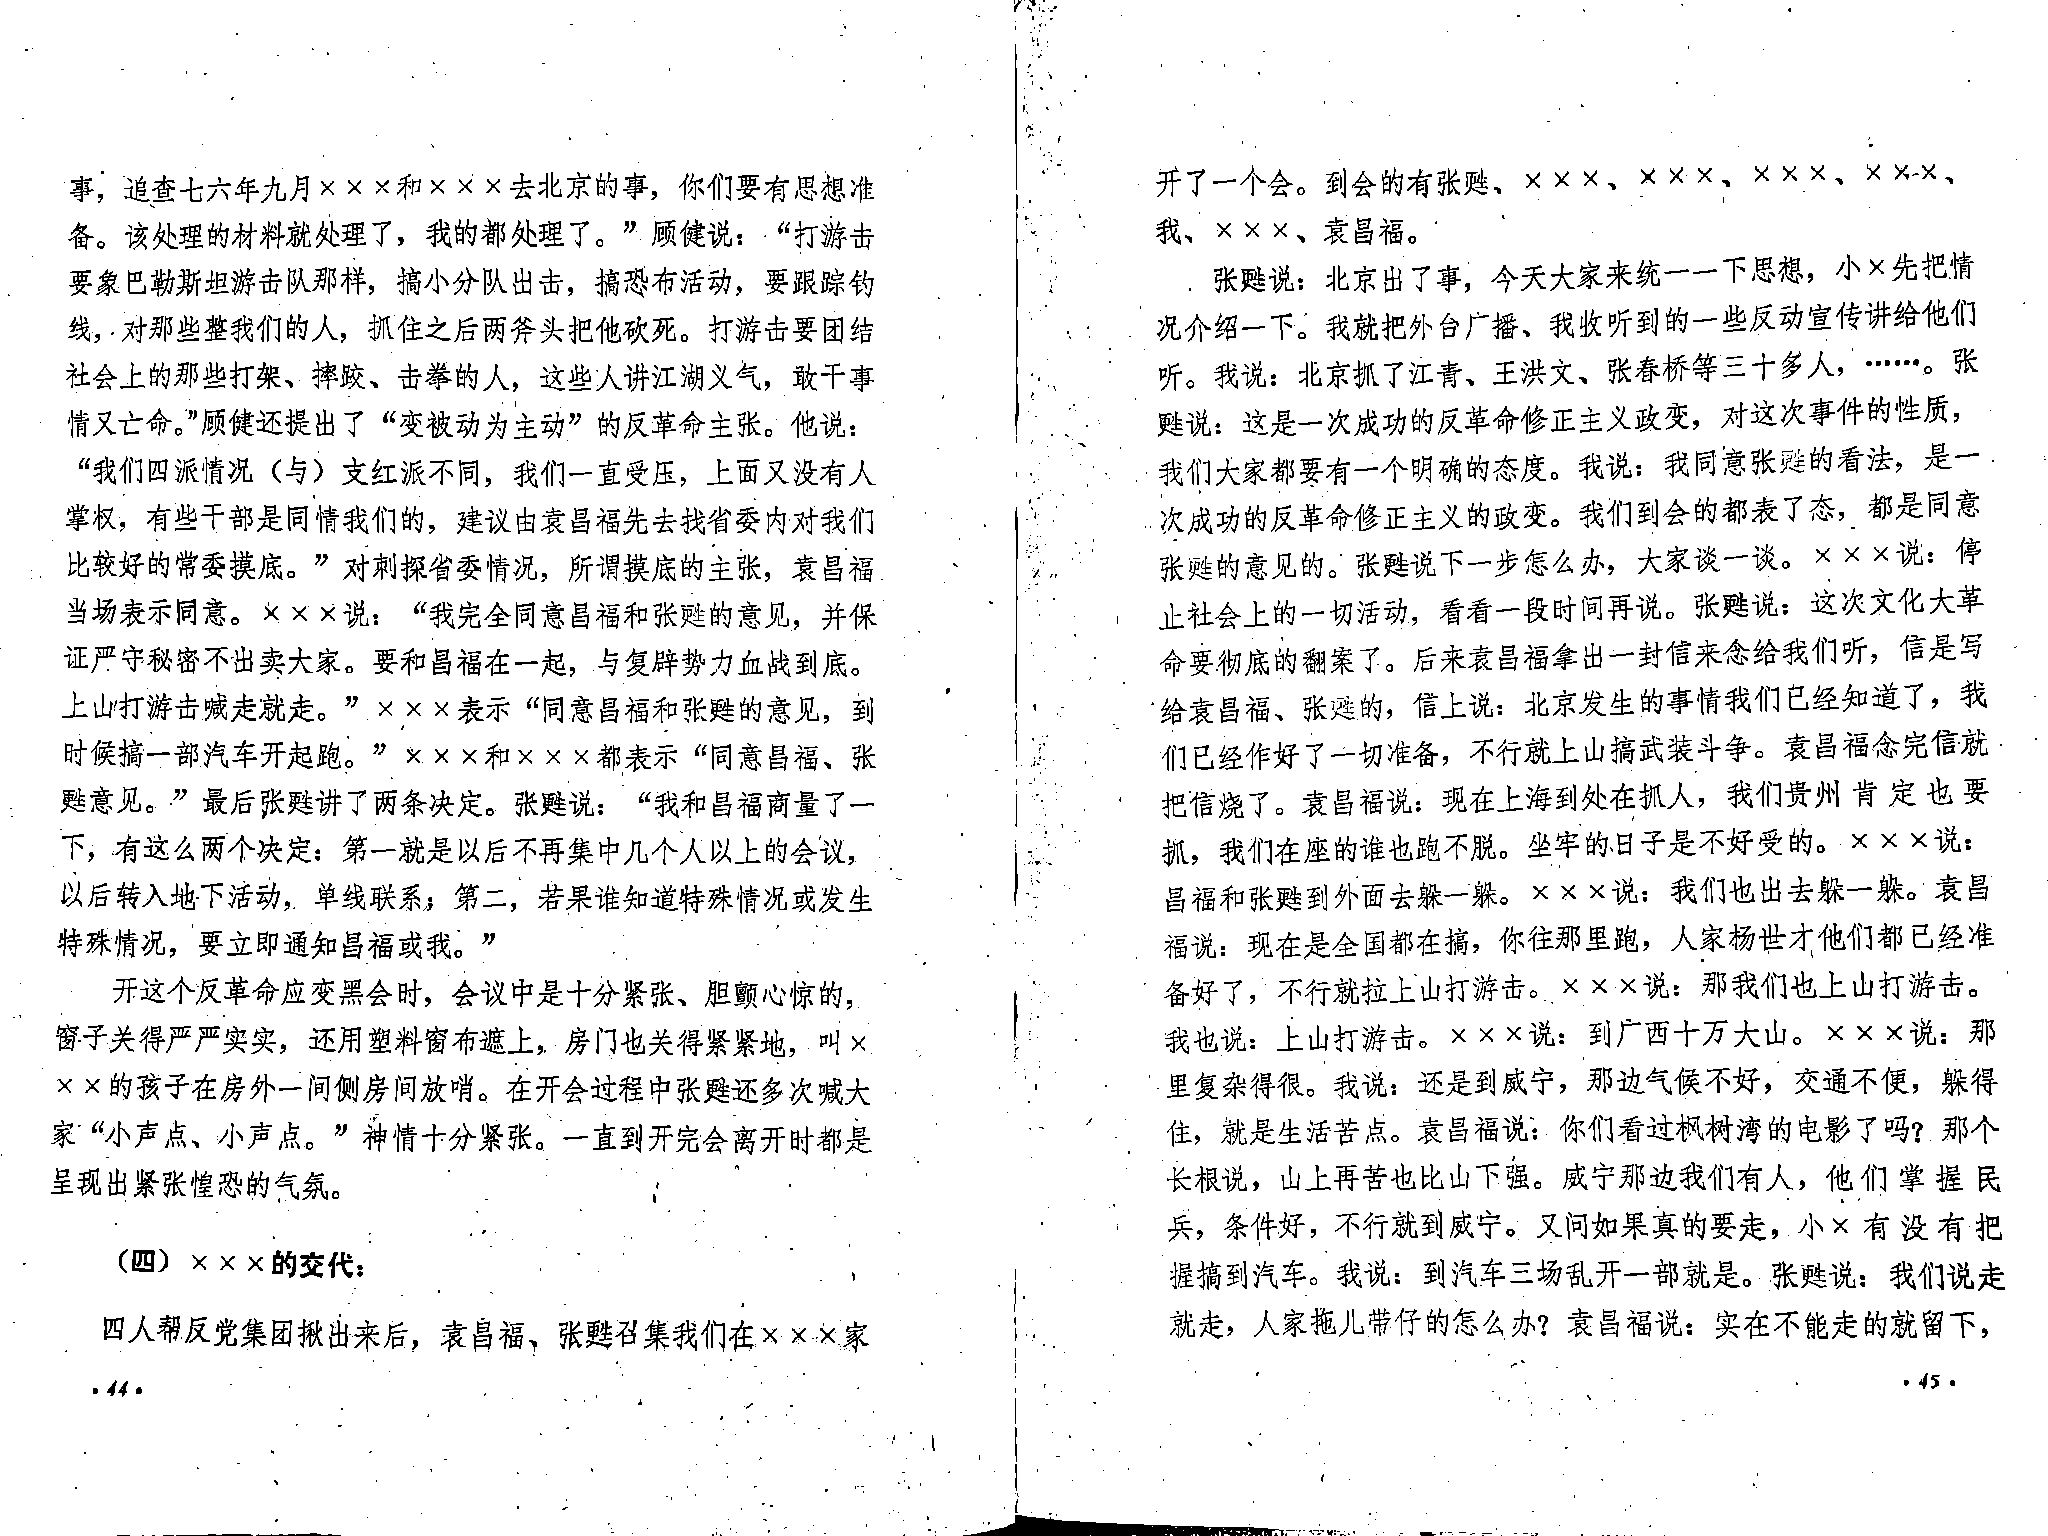 事，追查七六年九月×××和×××去北京的事，你们要有思想准
备。该处理的材料就处理了，我的都处理了。”顾健说：“打游击
要象巴勒斯坦游击队那样，搞小分队出击，搞恐布活动，要跟踪钓
线，对那些整我们的人，抓住之后两斧头把他砍死。打游击要团结
社会上的那些打架、摔跤、击拳的人，这些人讲江湖义气，敢干事
情又亡命。”顾健还提出了“变被动为主动”的反革命主张。他说：
“我们四派情况（与）支红派不同，我们一直受压，上面又没有人
掌权，有些干部是同情我们的，建议由袁昌福先去找省委内对我们
比较好的常委摸底。”对刺探省委情况，所谓摸底的主张，袁昌福
当场表示同意。×××说：“我完全同意昌福和张甦的意见，并保
证严守秘密不出卖大家。要和昌福在一起，与复辟势力血战到底。
上山打游击喊走就走。”×××表示“同意昌福和张甦的意见，到
时候搞一部汽车开起跑。”×××和×××都表示“同意昌福、张
甦意见。”最后张甦讲了两条决定。张甦说：“我和昌福商量了一
下，有这么两个决定：第一就是以后不再集中几个人以上的会议，
以后转入地下活动，单线联系；第二，若果谁知道特殊情况或发生
特殊情况，要立即通知昌福或我。”
开这个反革命应变黑会时，会议中是十分紧张、胆颤心惊的，
窗子关得严严实实，还用塑料窗布遮上，房门也关得紧紧地，叫×
××的孩子在房外一间侧房间放哨。在开会过程中张甦还多次喊大
家“小声点、小声点。”神情十分紧张。一直到开完会离开时都是
呈现出紧张惶恐的气氛。
（四）×××的交代：
四人帮反党集团揪出来后，袁昌福、张甦召集我们在×××家
·44·
开了一个会。到会的有张甦、×××、×××、×××、×××、
我、×××、袁昌福。
张甦说：北京出了事，今天大家来统一一下思想，小×先把情
况介绍一下。我就把外台广播、我收听到的一些反动宣传讲给他们
听。我说：北京抓了江青、王洪文、张春桥等三十多人，……。张
甦说：这是一次成功的反革命修正主义政变，对这次事件的性质，
我们大家都要有一个明确的态度。我说：我同意张甦的看法，是一
次成功的反革命修正主义的政变。我们到会的都表了态，都是同意
张甦的意见的。张甦说下一步怎么办，大家谈一谈。×××说：停
止社会上的一切活动，看看一段时间再说。张甦说：这次文化大革
命要彻底的翻案了。后来袁昌福拿出一封信来念给我们听，信是写
给袁昌福、张甦的，信上说：北京发生的事情我们已经知道了，我
们已经作好了一切准备，不行就上山搞武装斗争。袁昌福念完信就
把信烧了。袁昌福说：现在上海到处在抓人，我们贵州肯定也要
抓，我们在座的谁也跑不脱。坐牢的日子是不好受的。×××说：
昌福和张甦到外面去躲一躲。×××说：我们也出去躲一躲。袁昌
福说：现在是全国都在搞，你往那里跑，人家杨世才他们都已经准
备好了，不行就拉上山打游击。×××说：那我们也上山打游击。
我也说：上山打游击。×××说：到广西十万大山。×××说：那
里复杂得很。我说：还是到威宁，那边气候不好，交通不便，躲得
住，就是生活苦点。袁昌福说：你们看过枫树湾的电影了吗？那个
长根说，山上再苦也比山下强。威宁那边我们有人，他们掌握民
兵，条件好，不行就到威宁。又问如果真的要走，小×有没有把
握搞到汽车。我说：到汽车三场乱开一部就是。张甦说：我们说走
就走，人家拖儿带仔的怎么办？袁昌福说：实在不能走的就留下，
·45·